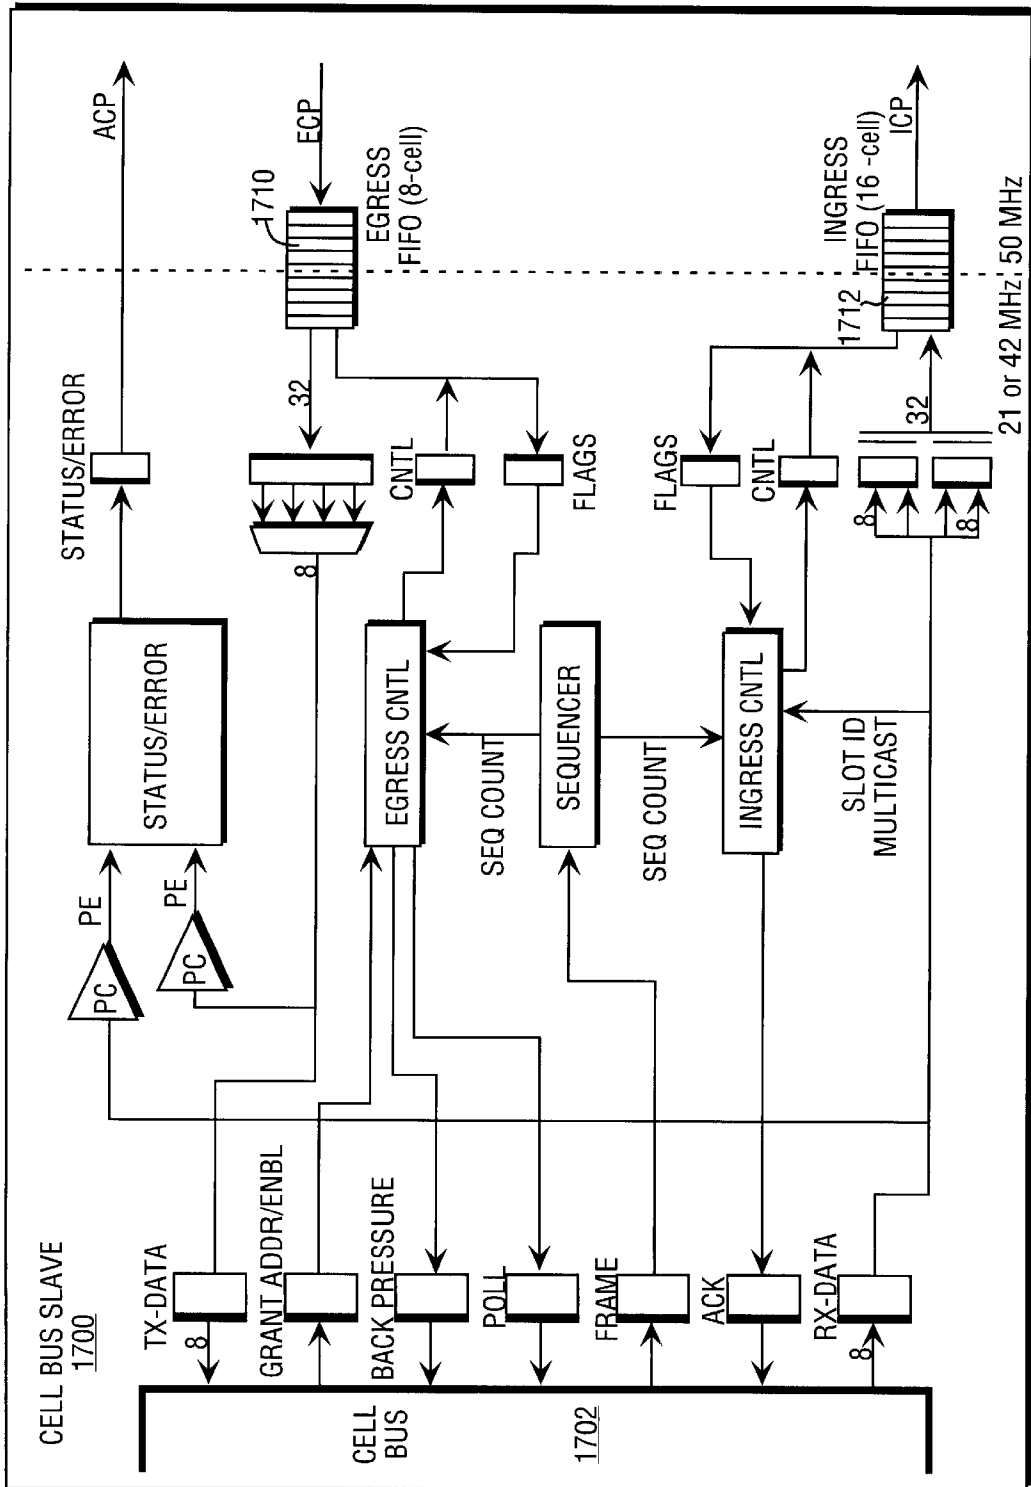 CELL BUS SLAVE
1700
CELL
BUS
1702
TX-DATA
8
GRANT ADDR/ENBL
BACK PRESSURE
POLL
FRAME
ACK
RX-DATA
8
PC
PE
PC
PE
STATUS/ERROR
STATUS/ERROR
ACP
8
32
1710
ECP
EGRESS
FIFO (8-cell)
EGRESS CNTL
CNTL
FLAGS
SEQ COUNT
SEQUENCER
SEQ COUNT
INGRESS CNTL
FLAGS
CNTL
SLOT ID
MULTICAST
8
8
32
1712
INGRESS
FIFO (16 -cell)
ICP
21 or 42 MHz
50 MHz